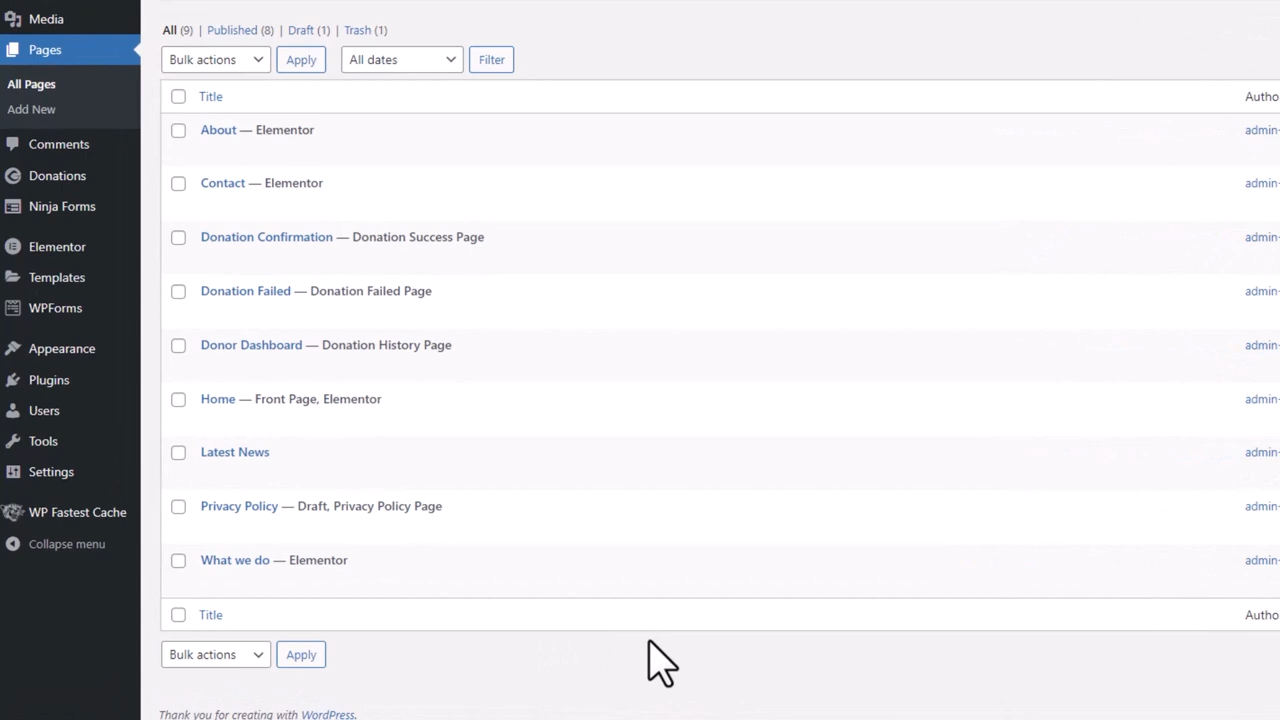 Media
Pages
All Pages
Add New
Comments
Donations
Ninja Forms
Elementor
Templates
WPForms
Appearance
Plugins
Users
Tools
Settings
WP Fastest Cache
Collapse menu
All (9) | Published (8) | Draft (1) | Trash (1)
Bulk actions Apply All dates Filter
Title Autho
About — Elementor admin-
Contact — Elementor admin-
Donation Confirmation — Donation Success Page admin-
Donation Failed — Donation Failed Page admin-
Donor Dashboard — Donation History Page admin-
Home — Front Page, Elementor admin-
Latest News admin-
Privacy Policy — Draft, Privacy Policy Page admin-
What we do — Elementor admin-
Title Autho
Bulk actions Apply
Thank you for creating with WordPress.